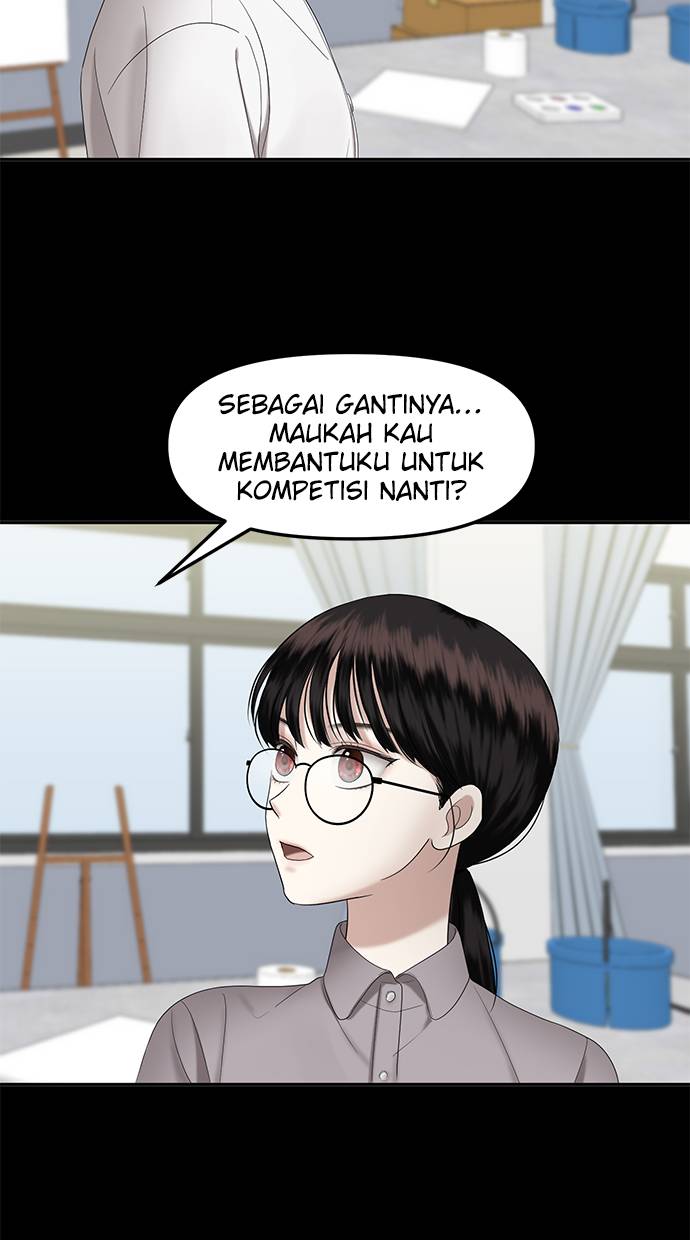 SEBAGAI GANTINYA...
MAUKAH KAU
MEMBANTUKU UNTUK
KOMPETISI NANTI?